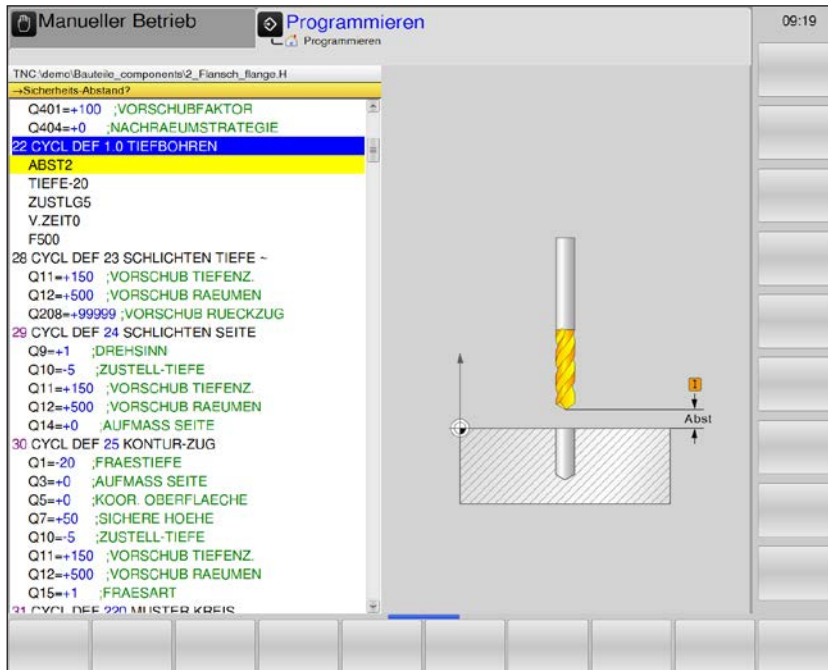 Manueller Betrieb
Programmieren
Programmieren
09:19
TNC:\demo\Bauteile_components\2_Flansch_flange.H
→Sicherheits-Abstand?
Q401=+100 ;VORSCHUBFAKTOR
Q404=+0 ;NACHRAEUMSTRATEGIE
22 CYCL DEF 1.0 TIEFBOHREN
ABST2
TIEFE-20
ZUSTLG5
V.ZEIT0
F500
28 CYCL DEF 23 SCHLICHTEN TIEFE ~
Q11=+150 ;VORSCHUB TIEFENZ.
Q12=+500 ;VORSCHUB RAEUMEN
Q208=+99999 ;VORSCHUB RUECKZUG
29 CYCL DEF 24 SCHLICHTEN SEITE
Q9=+1 ;DREHSINN
Q10=-5 ;ZUSTELL-TIEFE
Q11=+150 ;VORSCHUB TIEFENZ.
Q12=+500 ;VORSCHUB RAEUMEN
Q14=+0 ;AUFMASS SEITE
30 CYCL DEF 25 KONTUR-ZUG
Q1=-20 ;FRAESTIEFE
Q3=+0 ;AUFMASS SEITE
Q5=+0 ;KOOR. OBERFLAECHE
Q7=+50 ;SICHERE HOEHE
Q10=-5 ;ZUSTELL-TIEFE
Q11=+150 ;VORSCHUB TIEFENZ.
Q12=+500 ;VORSCHUB RAEUMEN
Q15=+1 ;FRAESART
31 CYCL DEF 220 MUSTER KREIS
Abst